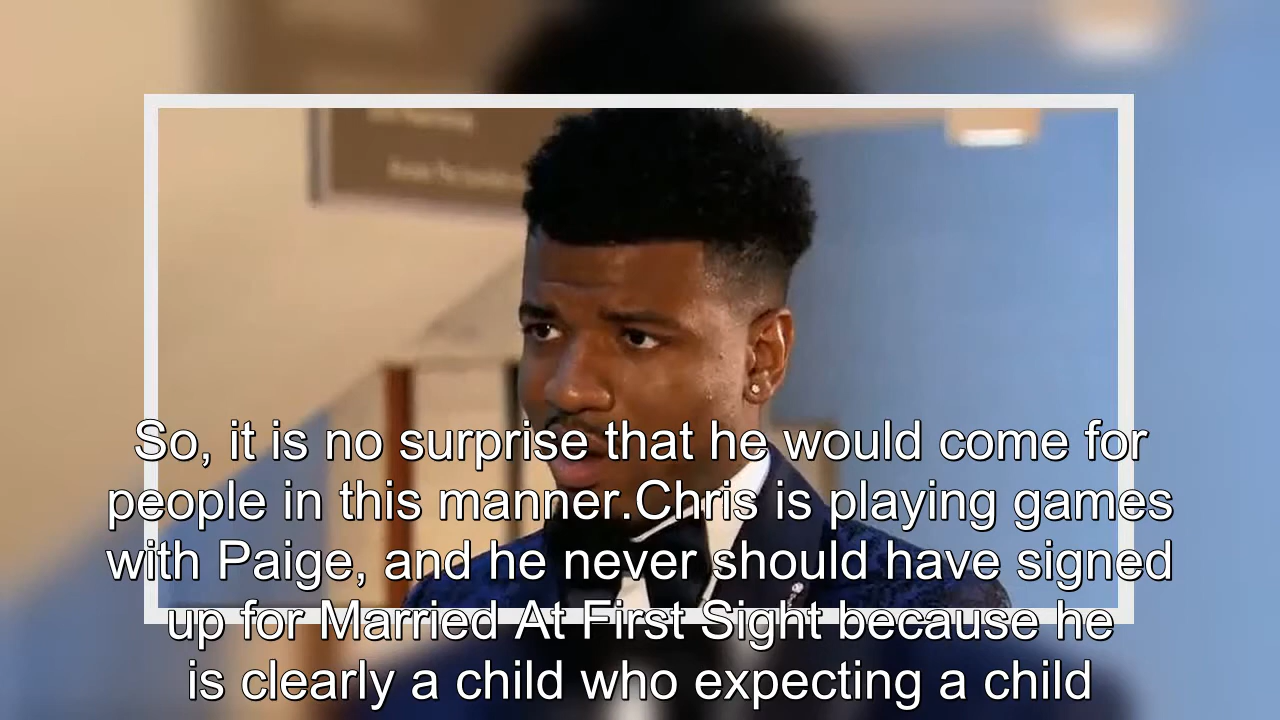 So, it is no surprise that he would come for
people in this manner.Chris is playing games
with Paige, and he never should have signed
up for Married At First Sight because he
is clearly a child who expecting a child